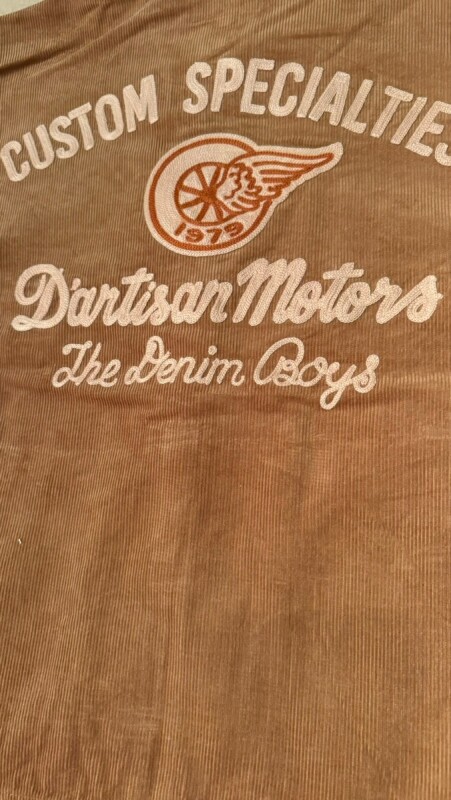 CUSTOM SPECIALTIES
1979
D'artisan Motors
The Denim Boys